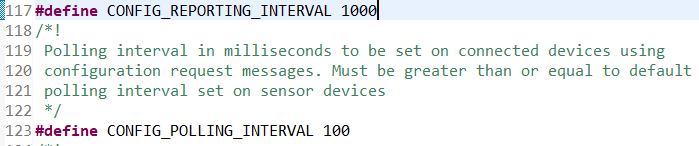 117 #define CONFIG_REPORTING_INTERVAL 1000
118 /*!
119 Polling interval in milliseconds to be set on connected devices using
120 configuration request messages. Must be greater than or equal to default
121 polling interval set on sensor devices
122 */
123 #define CONFIG_POLLING_INTERVAL 100